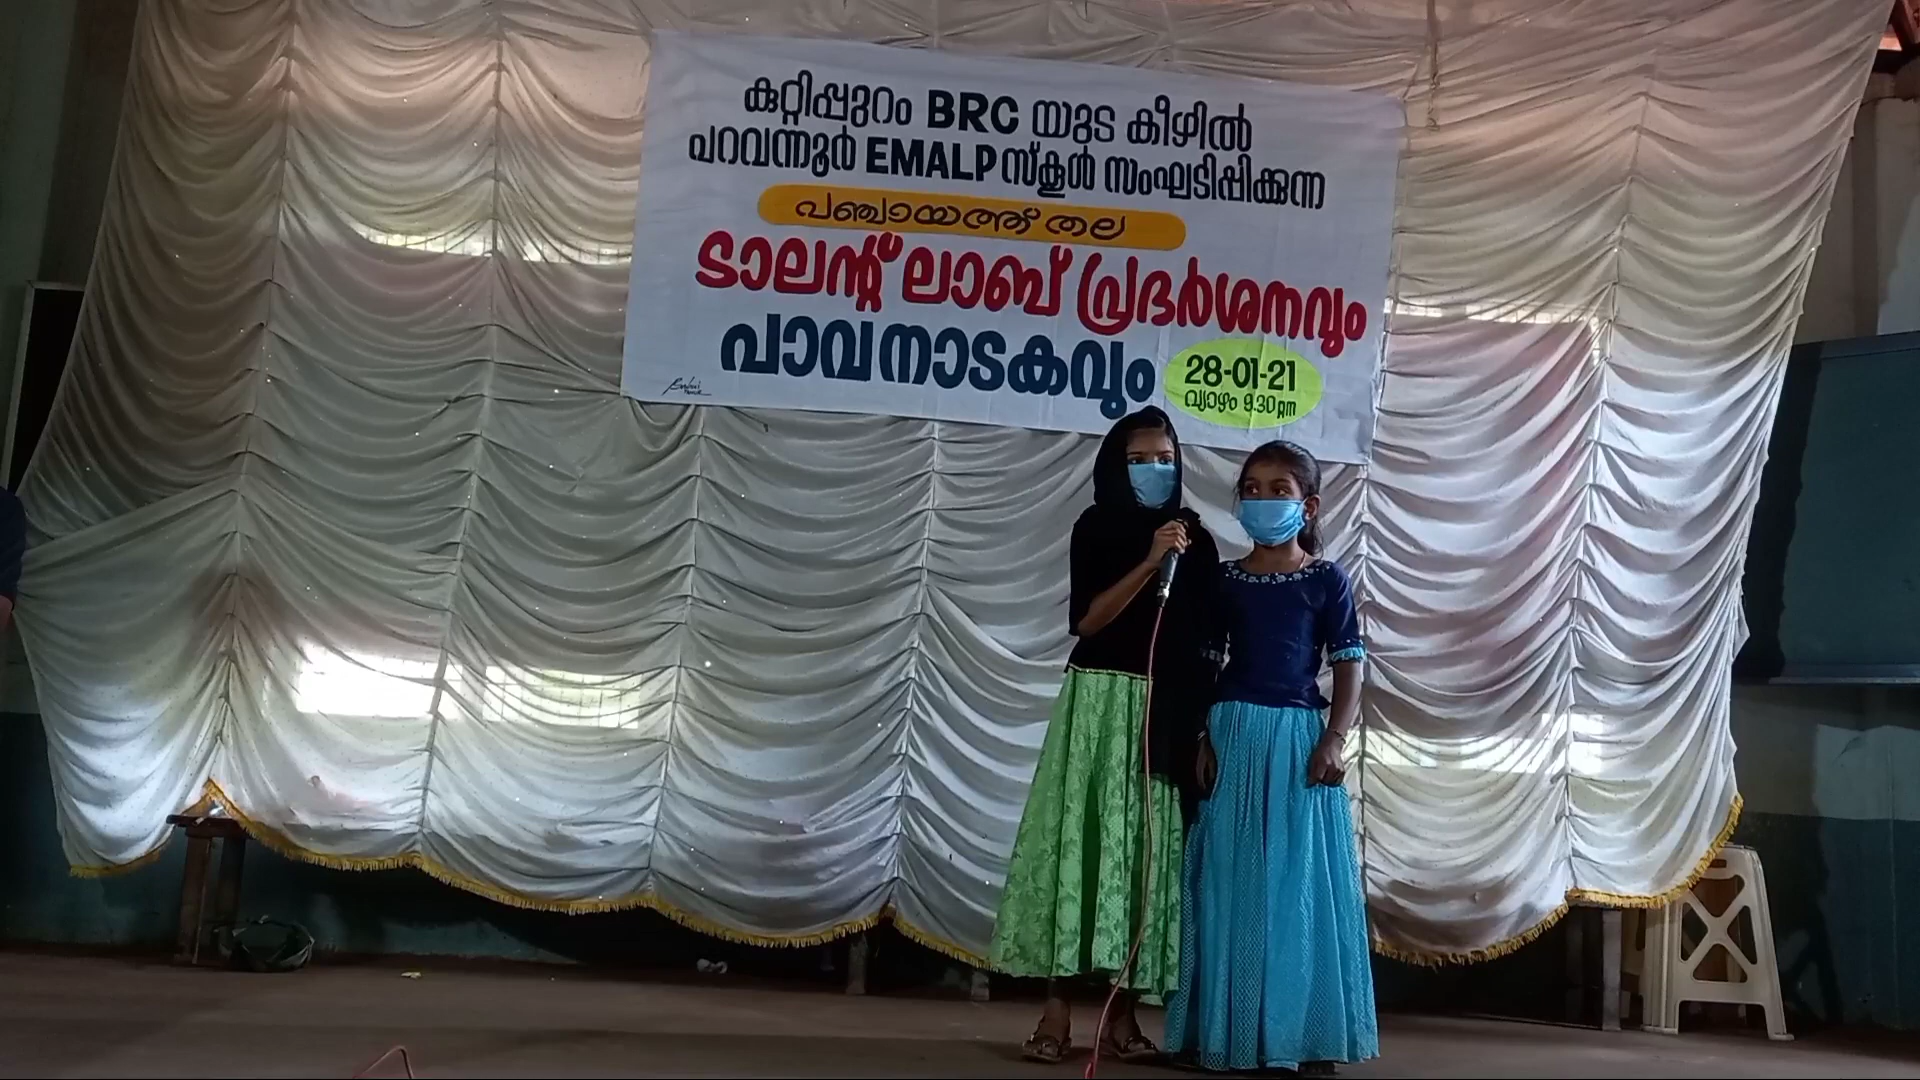 കുറ്റിപ്പുറം BRC യുടെ കീഴിൽ
പറവന്നൂർ EMALP സ്കൂൾ സംഘടിപ്പിക്കുന്ന
പഞ്ചായത്ത് തല
ടാലന്റ് ലാബ് പ്രദർശനവും
പാവനാടകവും
28-01-21
വ്യാഴം 9.30 am